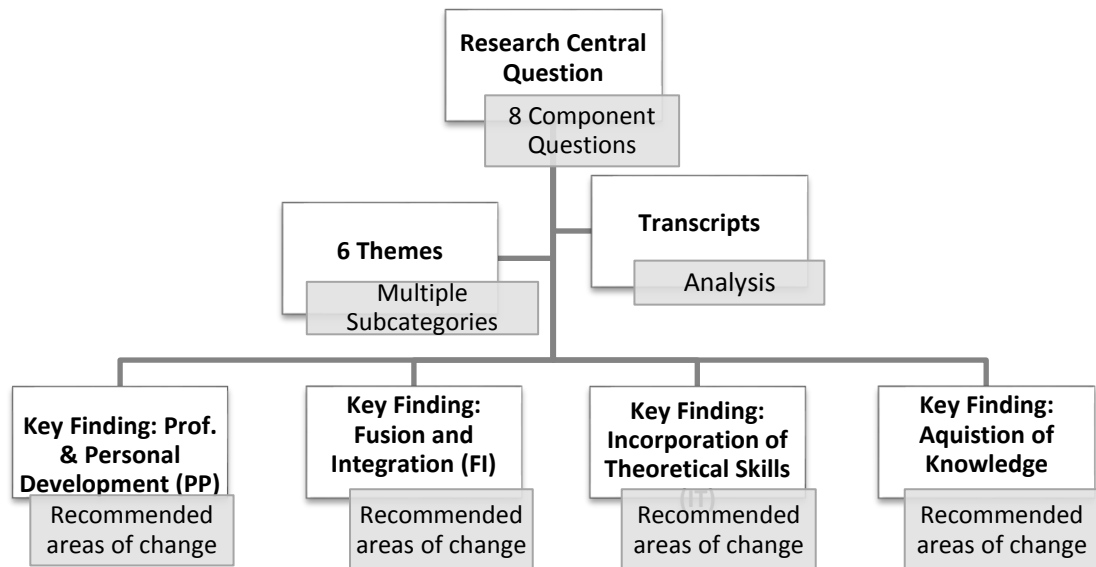 Research Central
Question
8 Component
Questions
6 Themes
Multiple
Subcategories
Transcripts
Analysis
Key Finding: Prof.
& Personal
Development (PP)
Recommended
areas of change
Key Finding:
Fusion and
Integration (FI)
Recommended
areas of change
Key Finding:
Incorporation of
Theoretical Skills
(IT)
Recommended
areas of change
Key Finding:
Aquistion of
Knowledge
Recommended
areas of change